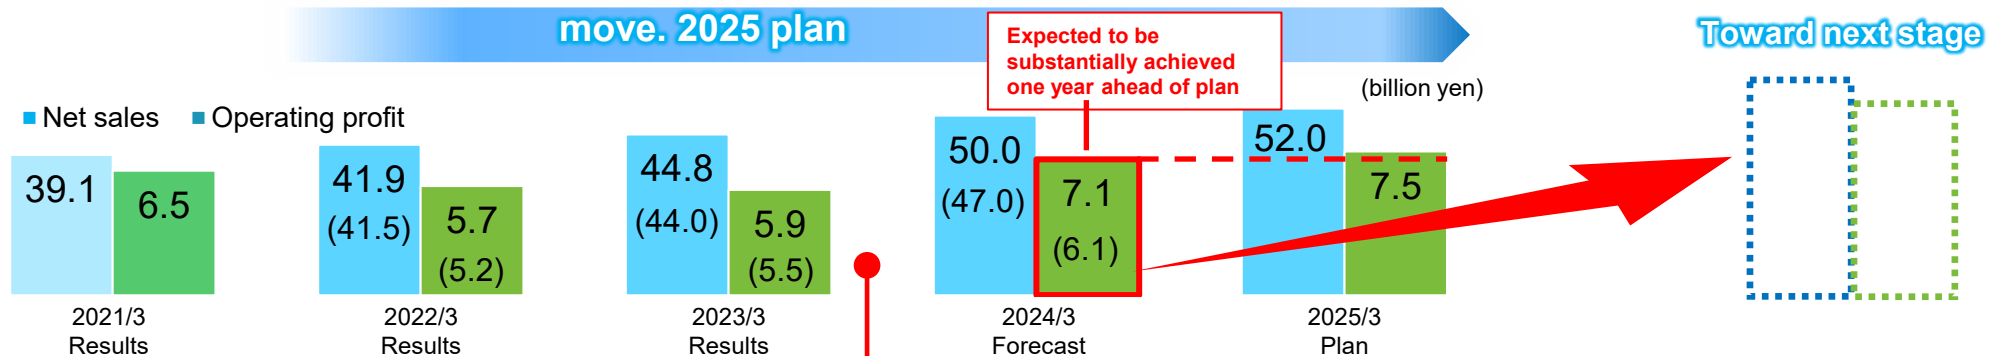 move. 2025 plan
Toward next stage
Expected to be
substantially achieved
one year ahead of plan
(billion yen)
Net sales
Operating profit
39.1
6.5
41.9
(41.5)
5.7
(5.2)
44.8
(44.0)
5.9
(5.5)
50.0
(47.0)
7.1
(6.1)
52.0
7.5
2021/3
Results
2022/3
Results
2023/3
Results
2024/3
Forecast
2025/3
Plan